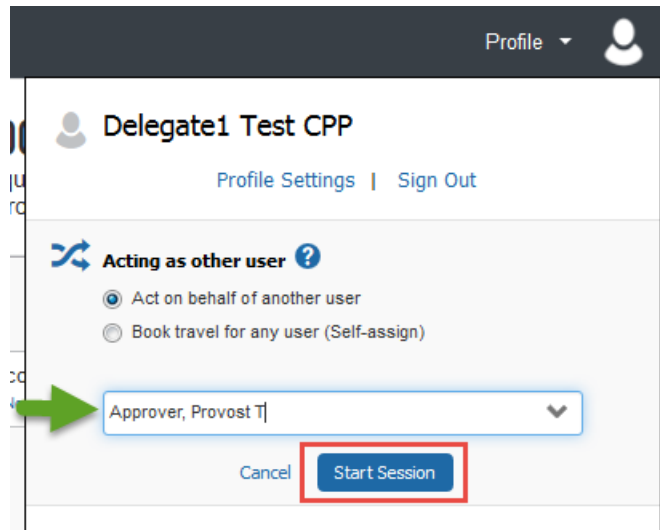 Profile
Delegate1 Test CPP
Profile Settings | Sign Out
Acting as other user ?
Act on behalf of another user
Book travel for any user (Self-assign)
Approver, Provost T
Cancel Start Session